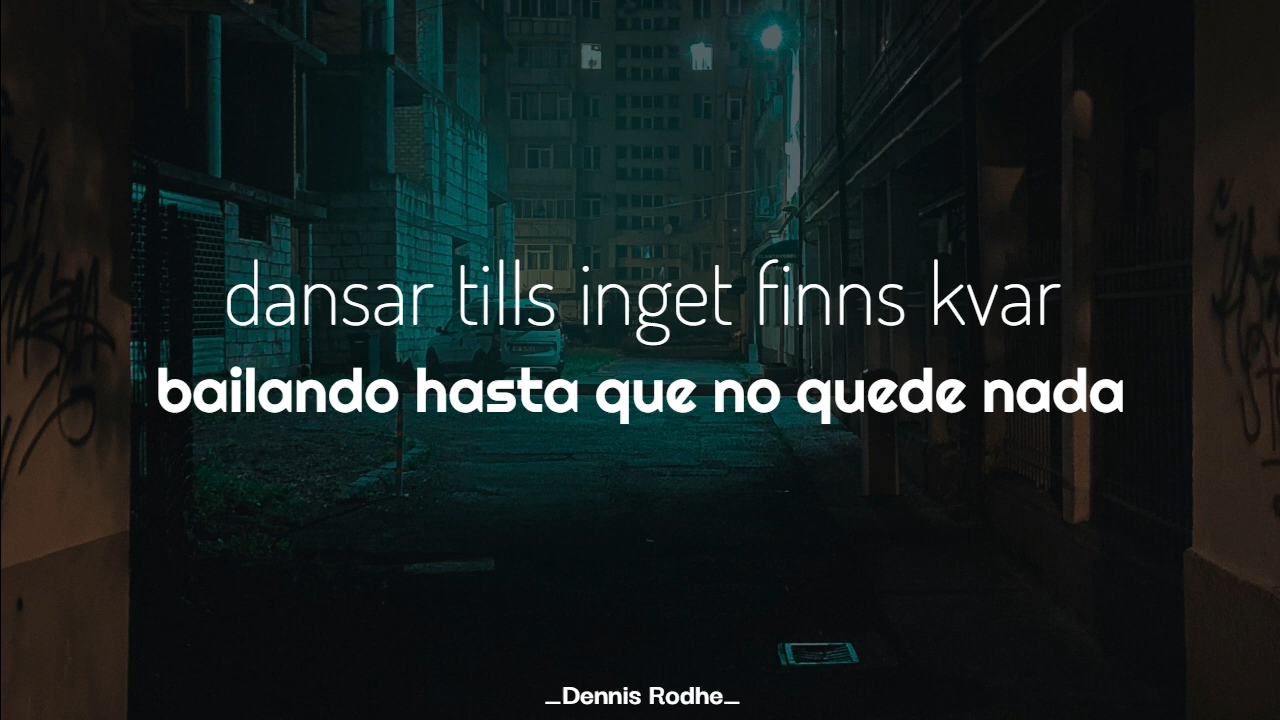 dansar tills inget finns kvar
bailando hasta que no quede nada
_Dennis Rodhe_